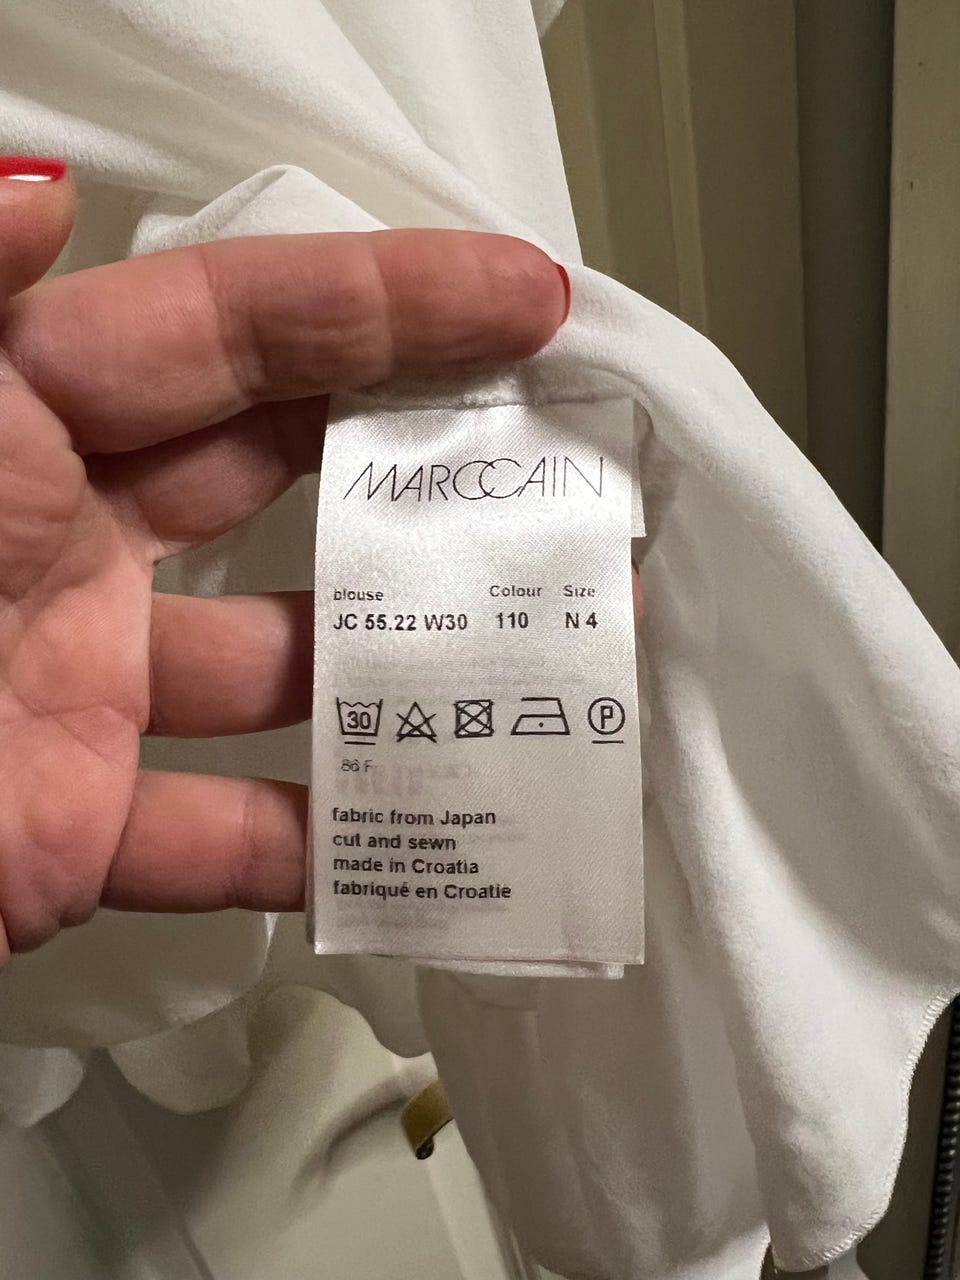 MARCCAIN
blouse Colour Size
JC 55.22 W30 110 N 4
30 P
86 F
fabric from Japan
cut and sewn
made in Croatia
fabriqué en Croatie